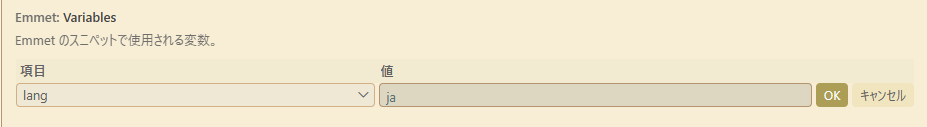 Emmet: Variables
Emmet のスニペットで使用される変数。
項目 値
lang ja OK キャンセル